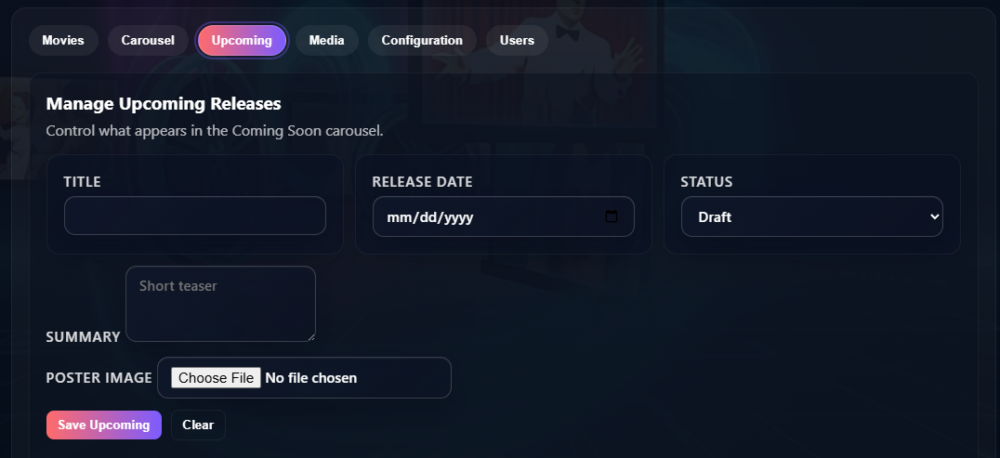 Movies Carousel Upcoming Media Configuration Users
Manage Upcoming Releases
Control what appears in the Coming Soon carousel.
TITLE RELEASE DATE STATUS
mm/dd/yyyy Draft
Short teaser
SUMMARY
POSTER IMAGE Choose File No file chosen
Save Upcoming Clear